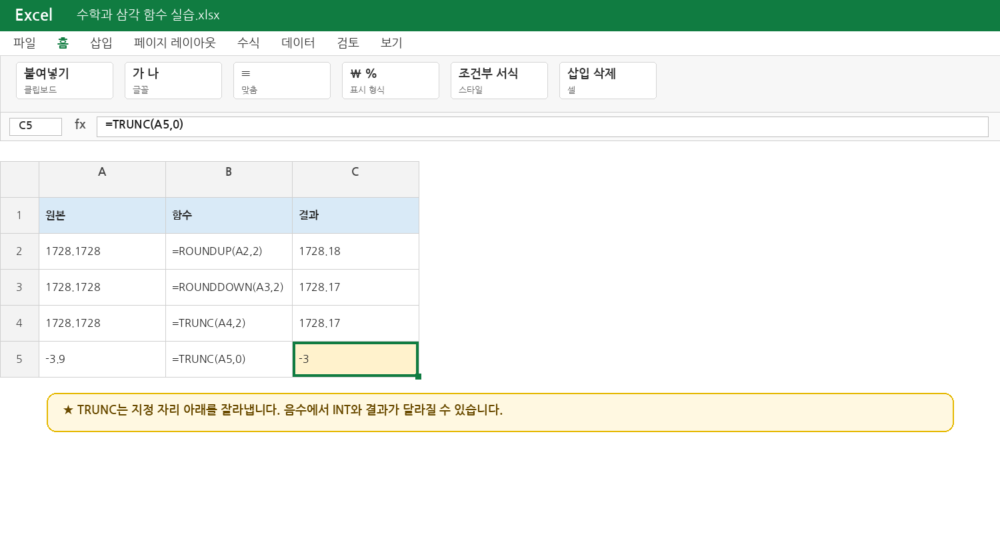 Excel 수학과 삼각 함수 실습.xlsx
파일 홈 삽입 페이지 레이아웃 수식 데이터 검토 보기
붙여넣기 가 나 ≡ ₩ % 조건부 서식 삽입 삭제
클립보드 글꼴 맞춤 표시 형식 스타일 셀
C5 fx =TRUNC(A5,0)
A B C
1 원본 함수 결과
2 1728.1728 =ROUNDUP(A2,2) 1728.18
3 1728.1728 =ROUNDDOWN(A3,2) 1728.17
4 1728.1728 =TRUNC(A4,2) 1728.17
5 -3.9 =TRUNC(A5,0) -3
★ TRUNC는 지정 자리 아래를 잘라냅니다. 음수에서 INT와 결과가 달라질 수 있습니다.